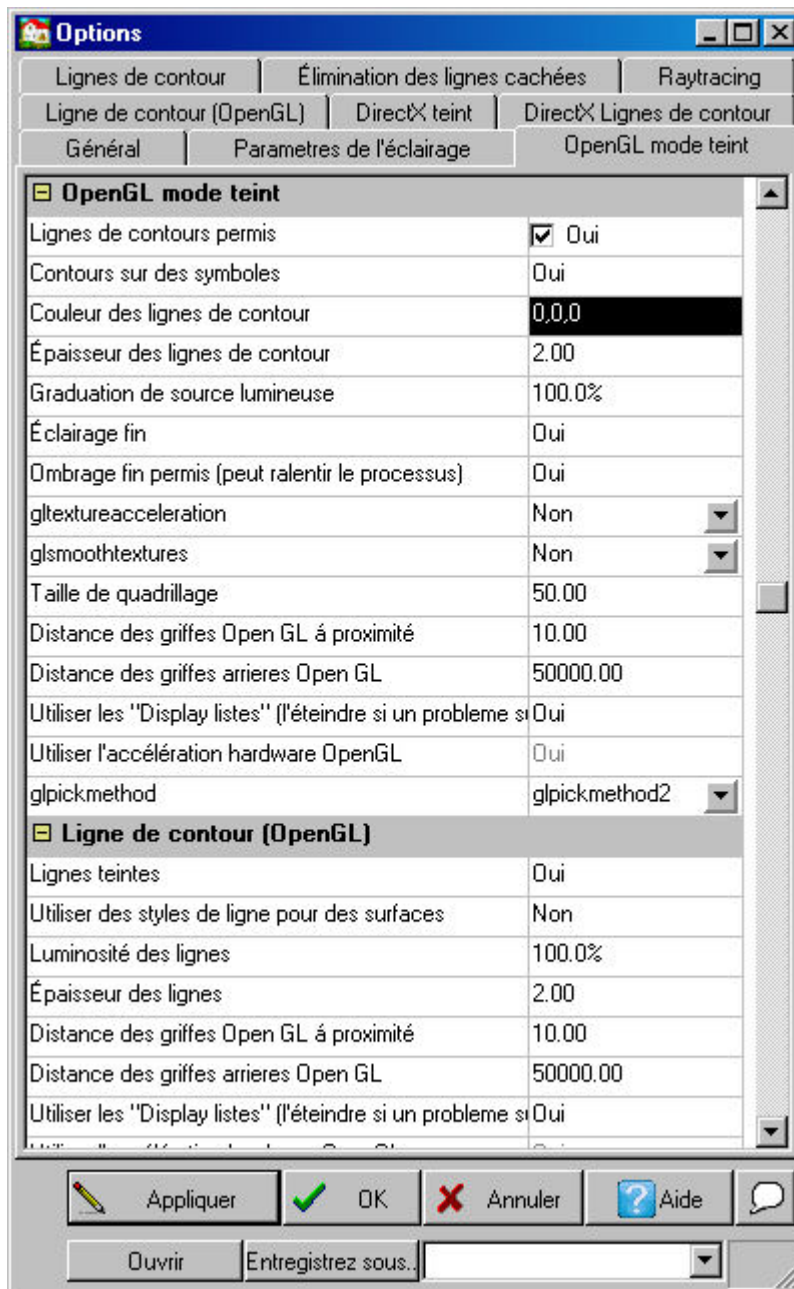 Options
Lignes de contour Élimination des lignes cachées Raytracing
Ligne de contour (OpenGL) DirectX teint DirectX Lignes de contour
Général Parametres de l'éclairage OpenGL mode teint
OpenGL mode teint
Lignes de contours permis Oui
Contours sur des symboles Oui
Couleur des lignes de contour 0,0,0
Épaisseur des lignes de contour 2.00
Graduation de source lumineuse 100.0%
Éclairage fin Oui
Ombrage fin permis (peut ralentir le processus) Oui
gltextureacceleration Non
glsmoothtextures Non
Taille de quadrillage 50.00
Distance des griffes Open GL á proximité 10.00
Distance des griffes arrieres Open GL 50000.00
Utiliser les "Display listes" (l'éteindre si un probleme s Oui
Utiliser l'accélération hardware OpenGL Oui
glpickmethod glpickmethod2
Ligne de contour (OpenGL)
Lignes teintes Oui
Utiliser des styles de ligne pour des surfaces Non
Luminosité des lignes 100.0%
Épaisseur des lignes 2.00
Distance des griffes Open GL á proximité 10.00
Distance des griffes arrieres Open GL 50000.00
Utiliser les "Display listes" (l'éteindre si un probleme s Oui
Appliquer OK Annuler Aide
Ouvrir Entregistrez sous..